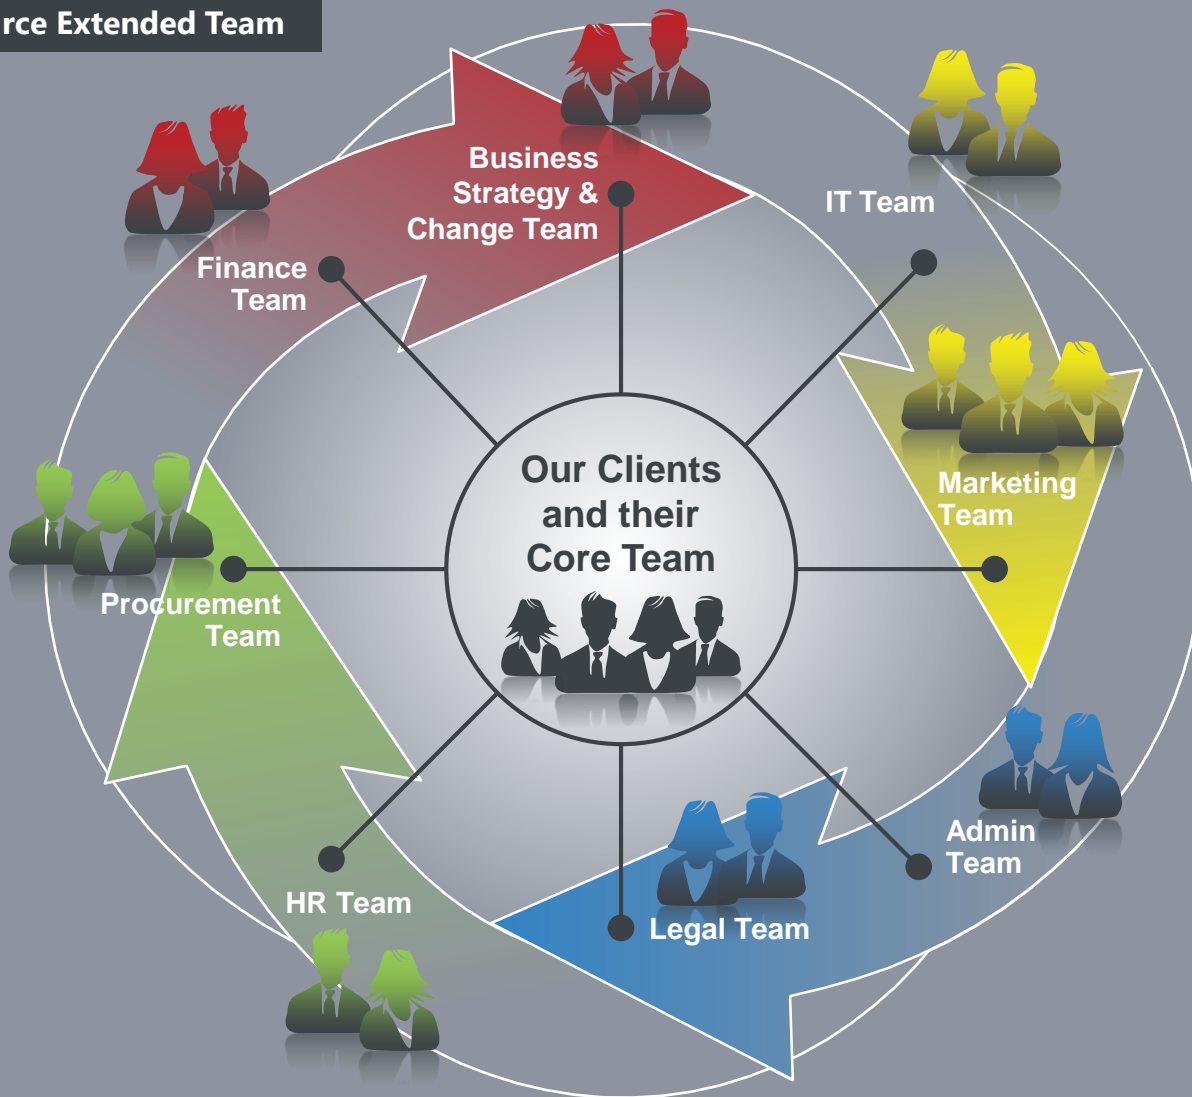 rce Extended Team
Business
Strategy &
Change Team
IT Team
Finance
Team
Our Clients
and their
Core Team
Marketing
Team
Procurement
Team
Admin
Team
HR Team
Legal Team